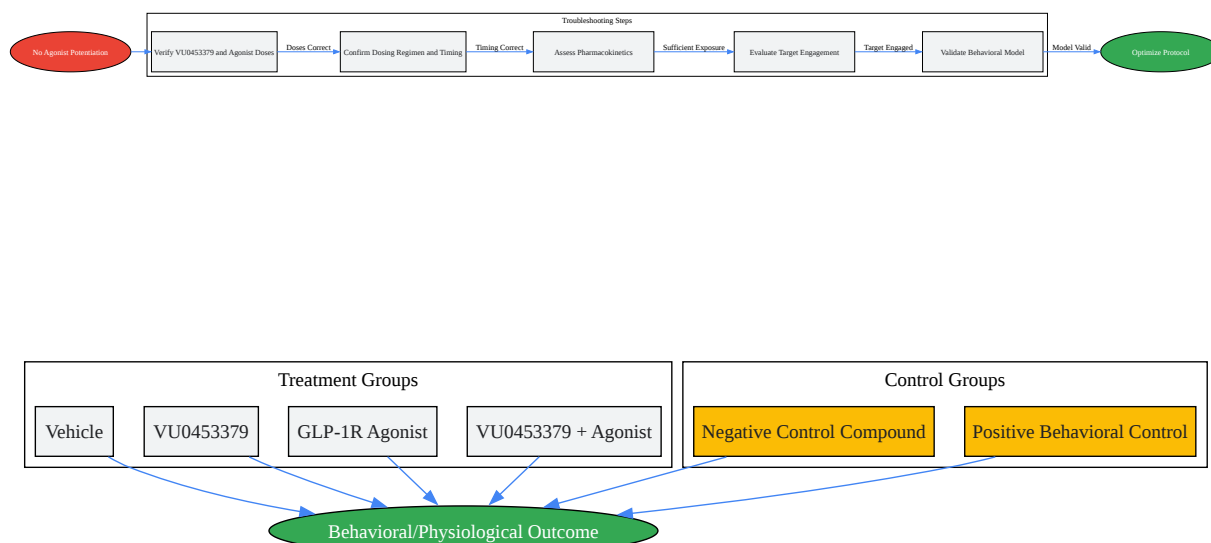 Troubleshooting Steps
No Agonist Potentiation
Verify VU0453379 and Agonist Doses
Doses Correct
Confirm Dosing Regimen and Timing
Timing Correct
Assess Pharmacokinetics
Sufficient Exposure
Evaluate Target Engagement
Target Engaged
Validate Behavioral Model
Model Valid
Optimize Protocol
Treatment Groups
Vehicle
VU0453379
GLP-1R Agonist
VU0453379 + Agonist
Control Groups
Negative Control Compound
Positive Behavioral Control
Behavioral/Physiological Outcome